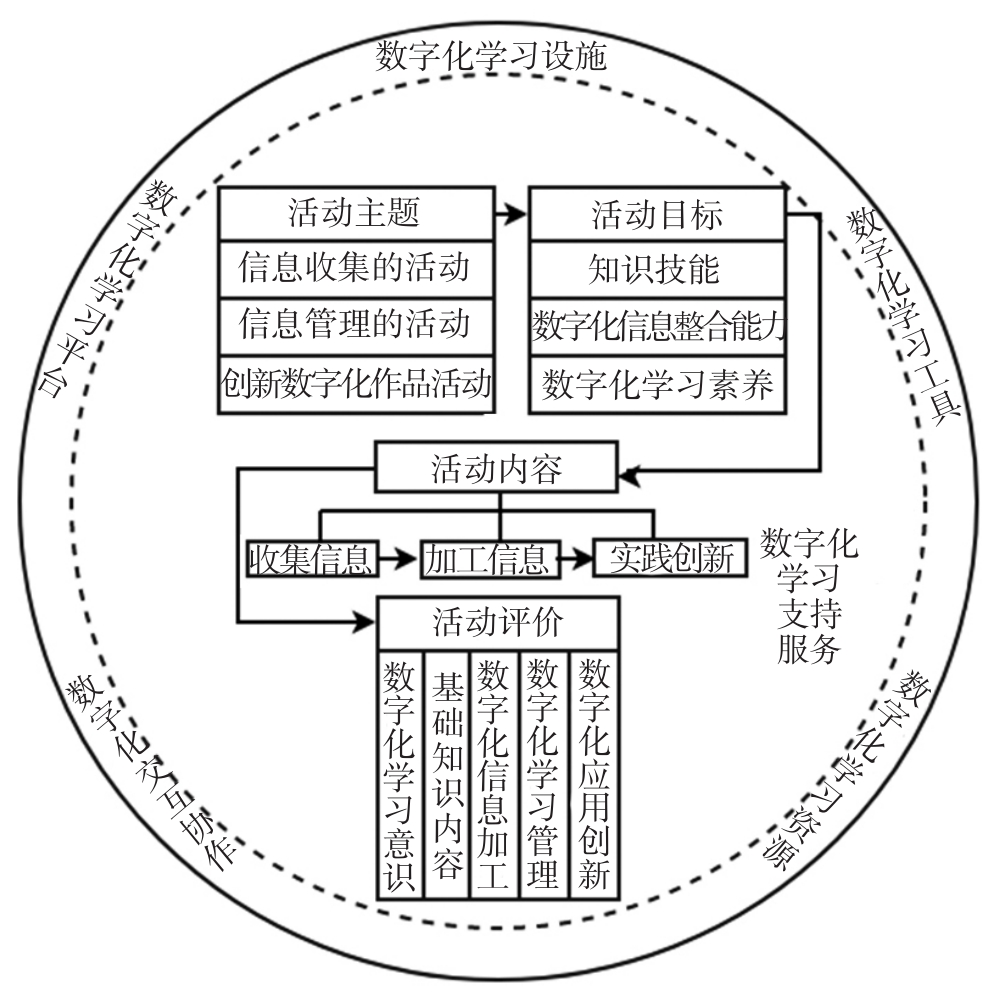 数字化学习设施
数字化学习平台
数字化学习工具
活动主题
信息收集的活动
信息管理的活动
创新数字化作品活动
活动目标
知识技能
数字化信息整合能力
数字化学习素养
活动内容
收集信息
加工信息
实践创新
数字化
学习
支持
服务
活动评价
数字化学习意识
基础知识内容
数字化信息加工
数字化学习管理
数字化应用创新
数字化交互协作
数字化学习资源